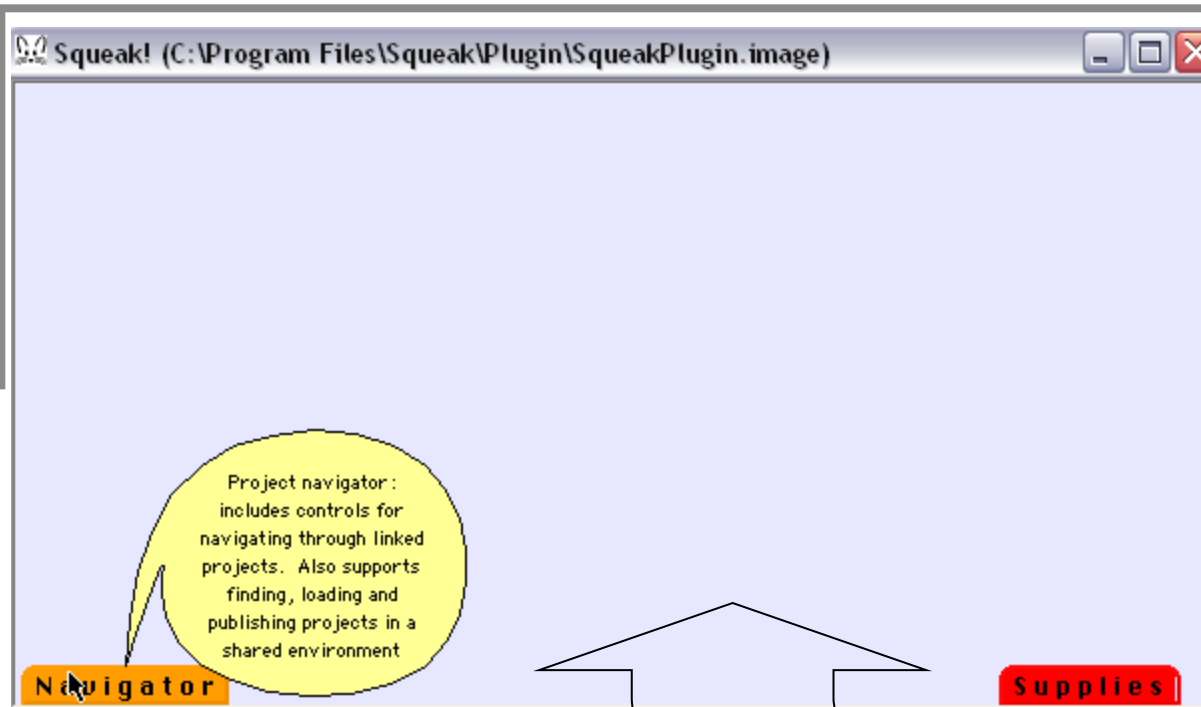 Squeak! (C:\Program Files\Squeak\Plugin\SqueakPlugin.image)
Project navigator:
includes controls for
navigating through linked
projects.  Also supports
finding, loading and
publishing projects in a
shared environment
Navigator
Supplies